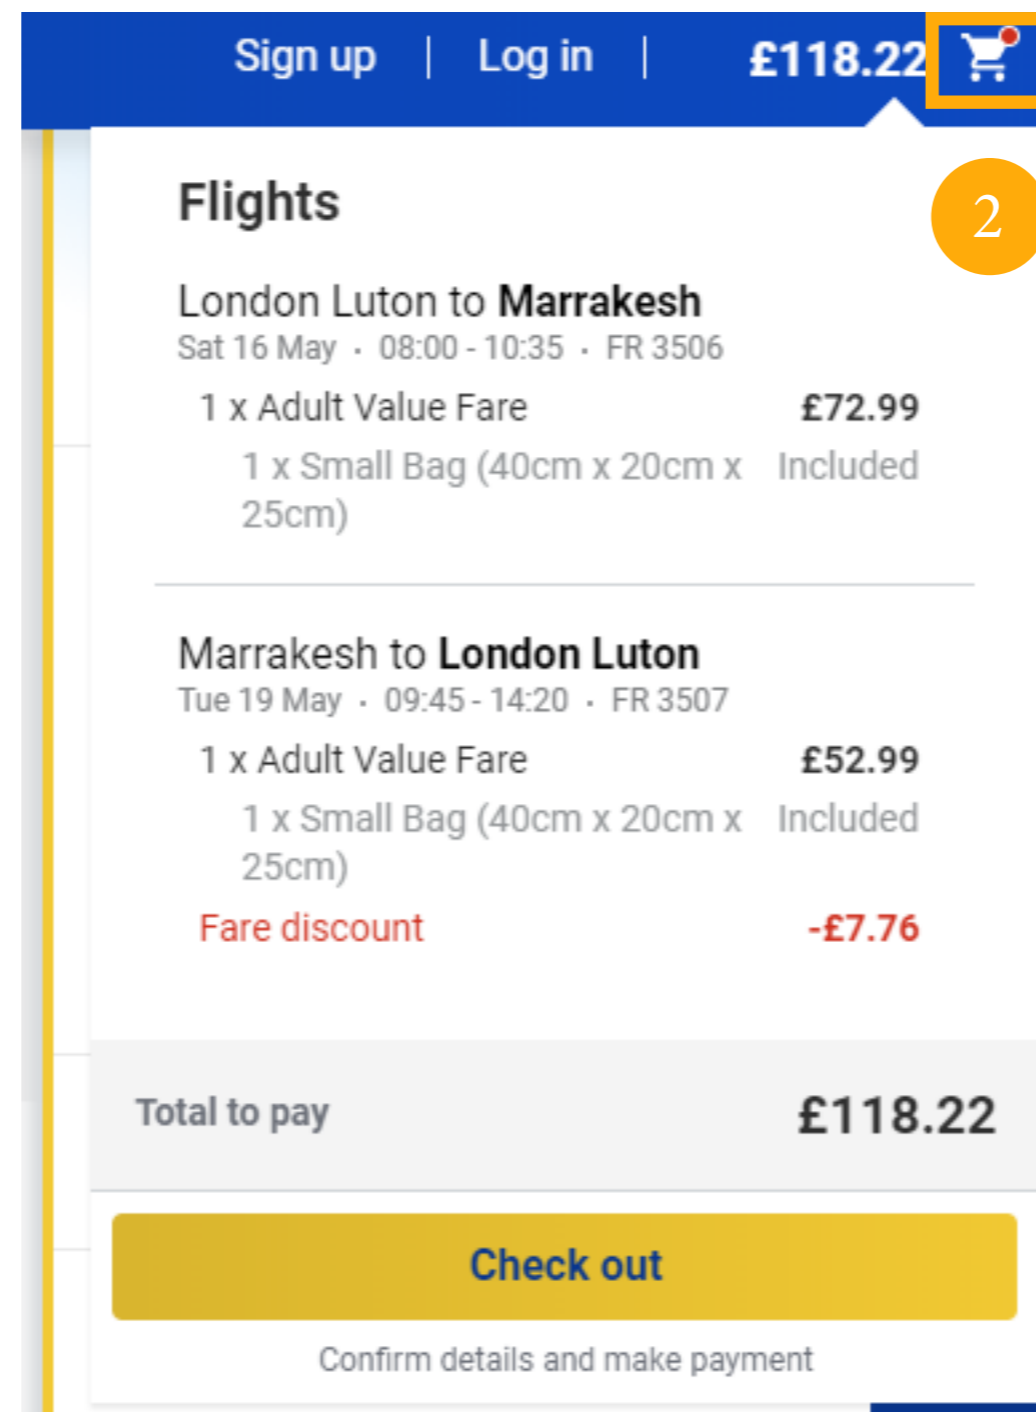 Sign up | Log in | £118.22
2
Flights
London Luton to Marrakesh
Sat 16 May · 08:00 - 10:35 · FR 3506
1 x Adult Value Fare £72.99
1 x Small Bag (40cm x 20cm x Included
25cm)
Marrakesh to London Luton
Tue 19 May · 09:45 - 14:20 · FR 3507
1 x Adult Value Fare £52.99
1 x Small Bag (40cm x 20cm x Included
25cm)
Fare discount -£7.76
Total to pay £118.22
Check out
Confirm details and make payment